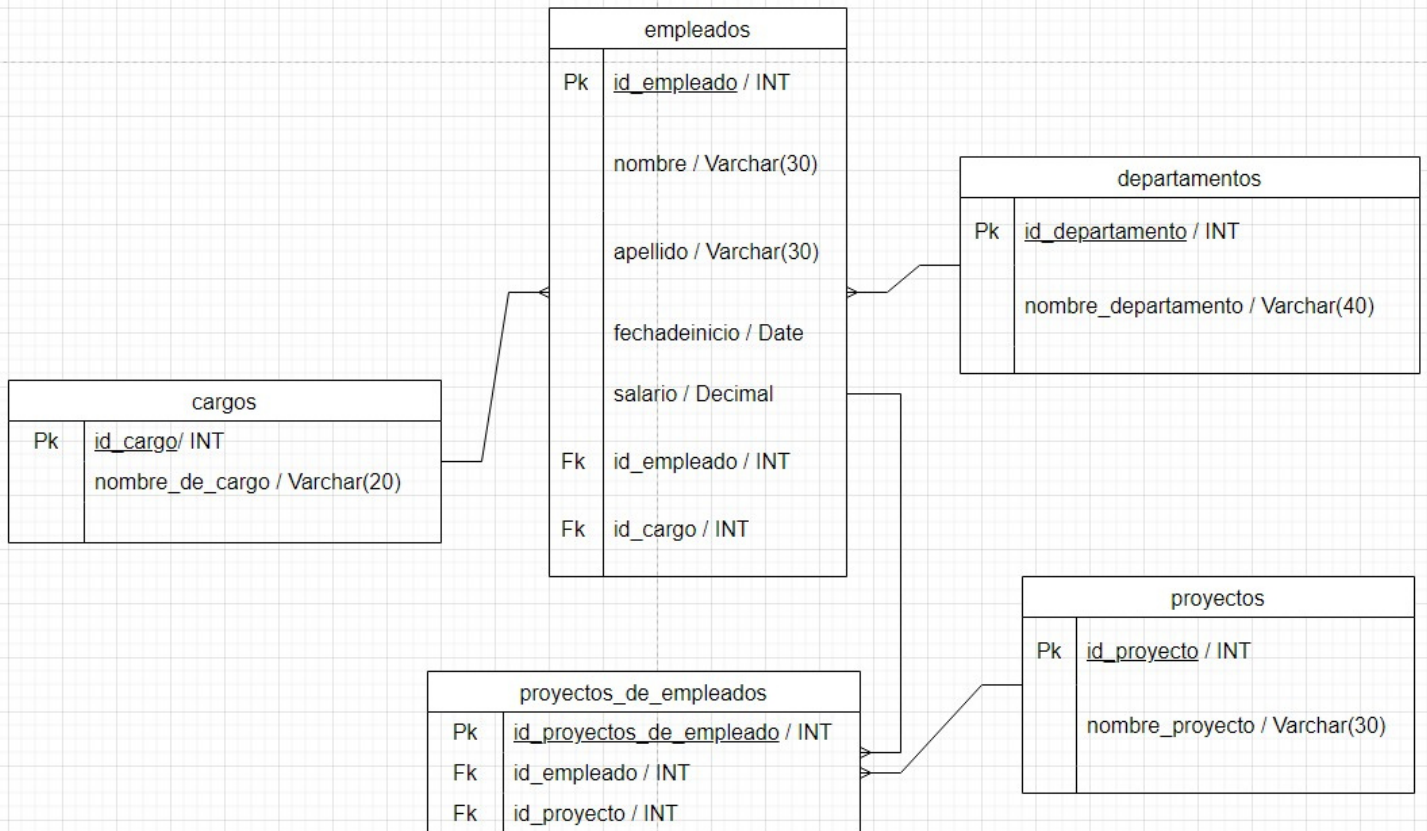 empleados
Pk id_empleado / INT
nombre / Varchar(30)
apellido / Varchar(30)
fechadeinicio / Date
salario / Decimal
Fk id_empleado / INT
Fk id_cargo / INT
departamentos
Pk id_departamento / INT
nombre_departamento / Varchar(40)
cargos
Pk id_cargo/ INT
nombre_de_cargo / Varchar(20)
proyectos
Pk id_proyecto / INT
nombre_proyecto / Varchar(30)
proyectos_de_empleados
Pk id_proyectos_de_empleado / INT
Fk id_empleado / INT
Fk id_proyecto / INT